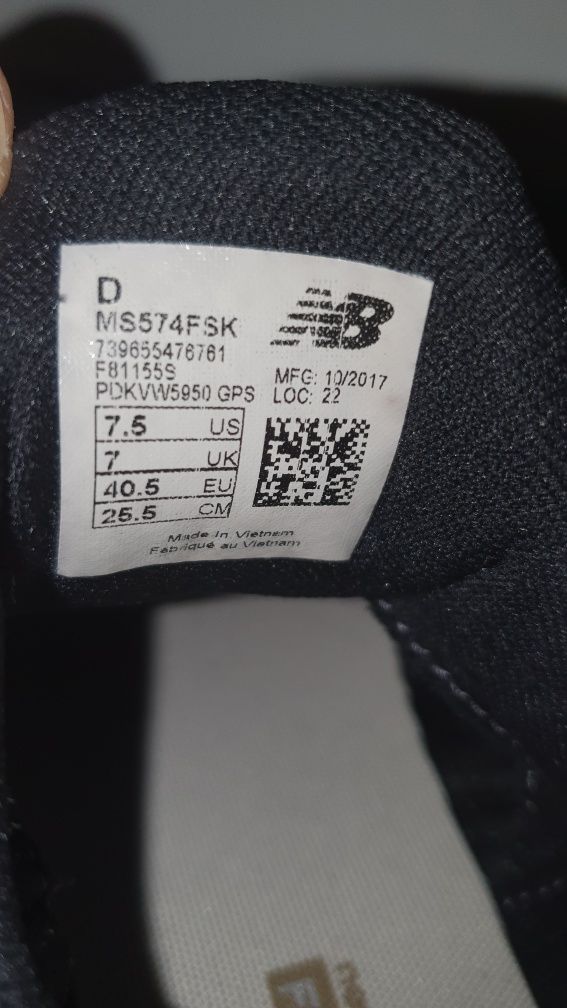 D
MS574FSK
739655476761
F81155S
PDKVW5950 GPS
NB
MFG: 10/2017
LOC: 22
7.5 US
7 UK
40.5 EU
25.5 CM
Made in Vietnam
Fabriqué au Vietnam